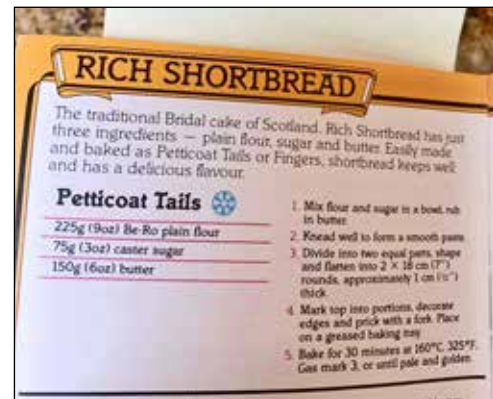 RICH SHORTBREAD
The traditional Bridal cake of Scotland. Rich Shortbread has just
three ingredients — plain flour, sugar and butter. Easily made
and baked as Petticoat Tails or Fingers, shortbread keeps well
and has a delicious flavour.
Petticoat Tails
225g (9oz) Be-Ro plain flour
75g (3oz) caster sugar
150g (6oz) butter
1. Mix flour and sugar in a bowl, rub
in butter.
2. Knead well to form a smooth paste.
3. Divide into two equal parts, shape
and flatten into 2 × 18 cm (7")
rounds, approximately 1 cm (½")
thick.
4. Mark top into portions, decorate
edges and prick with a fork. Place
on a greased baking tray.
5. Bake for 30 minutes at 160°C, 325°F,
Gas mark 3, or until pale and golden.